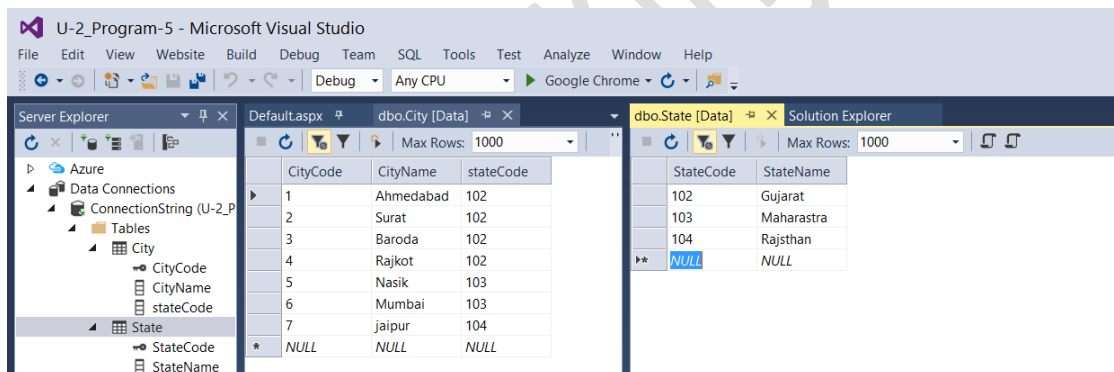 U-2_Program-5 - Microsoft Visual Studio
File Edit View Website Build Debug Team SQL Tools Test Analyze Window Help
Debug Any CPU Google Chrome
Server Explorer
Azure
Data Connections
ConnectionString (U-2_P
Tables
City
CityCode
CityName
stateCode
State
StateCode
StateName
Default.aspx dbo.City [Data]
Max Rows: 1000
CityCode CityName stateCode
1 Ahmedabad 102
2 Surat 102
3 Baroda 102
4 Rajkot 102
5 Nasik 103
6 Mumbai 103
7 jaipur 104
NULL NULL NULL
dbo.State [Data] Solution Explorer
Max Rows: 1000
StateCode StateName
102 Gujarat
103 Maharastra
104 Rajsthan
NULL NULL